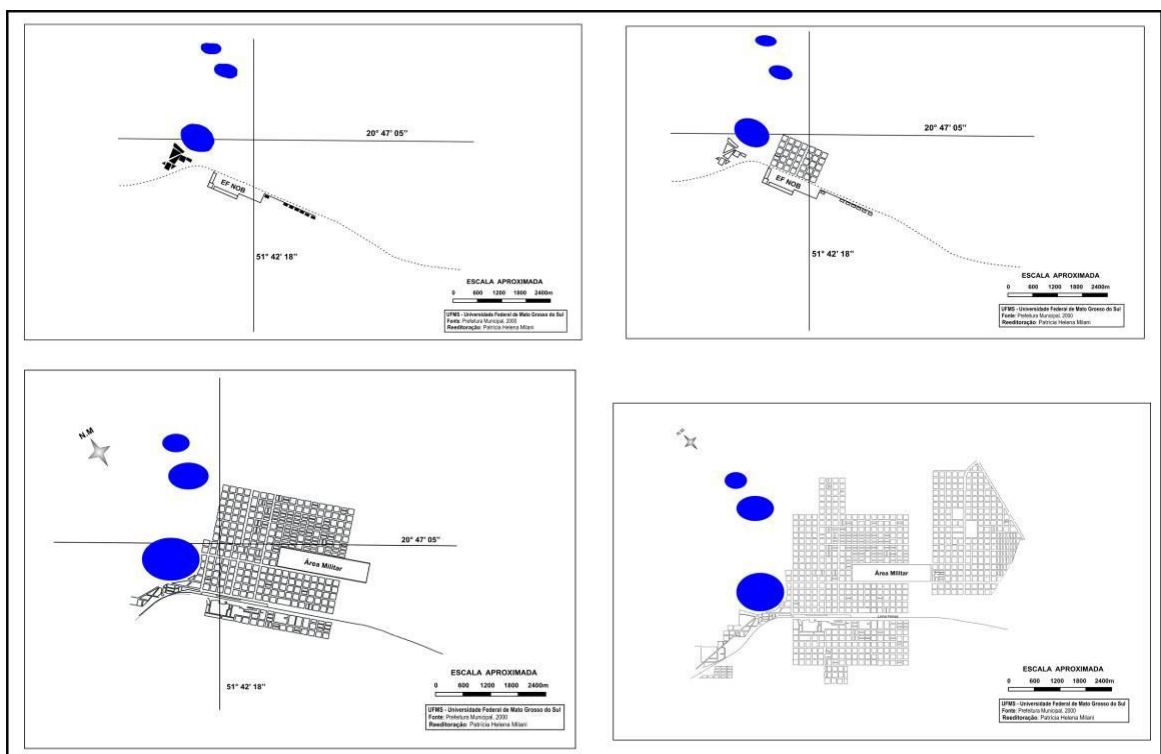 20° 47' 05"
EF NOB
51° 42' 18"
ESCALA APROXIMADA
0 600 1200 1800 2400m
UFMS - Universidade Federal de Mato Grosso do Sul
Fonte: Prefeitura Municipal, 2000
Reeditoração: Patrícia Helena Milani
20° 47' 05"
EF NOB
51° 42' 18"
ESCALA APROXIMADA
0 600 1200 1800 2400m
UFMS - Universidade Federal de Mato Grosso do Sul
Fonte: Prefeitura Municipal, 2000
Reeditoração: Patrícia Helena Milani
N.M
20° 47' 05"
Área Militar
51° 42' 18"
ESCALA APROXIMADA
0 600 1200 1800 2400m
UFMS - Universidade Federal de Mato Grosso do Sul
Fonte: Prefeitura Municipal, 2000
Reeditoração: Patrícia Helena Milani
Área Militar
ESCALA APROXIMADA
0 600 1200 1800 2400m
UFMS - Universidade Federal de Mato Grosso do Sul
Fonte: Prefeitura Municipal, 2000
Reeditoração: Patrícia Helena Milani